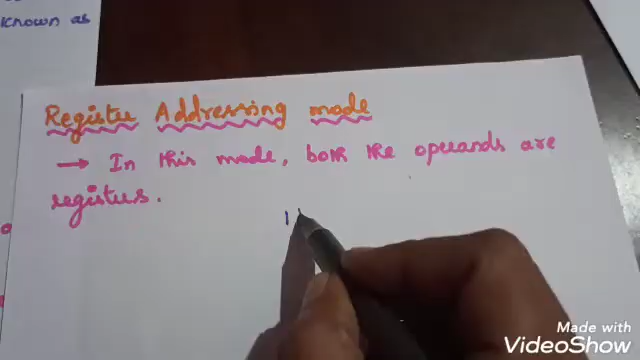 known as
Register Addressing mode
→ In this mode, both the operands are
registers.
Made with
VideoShow